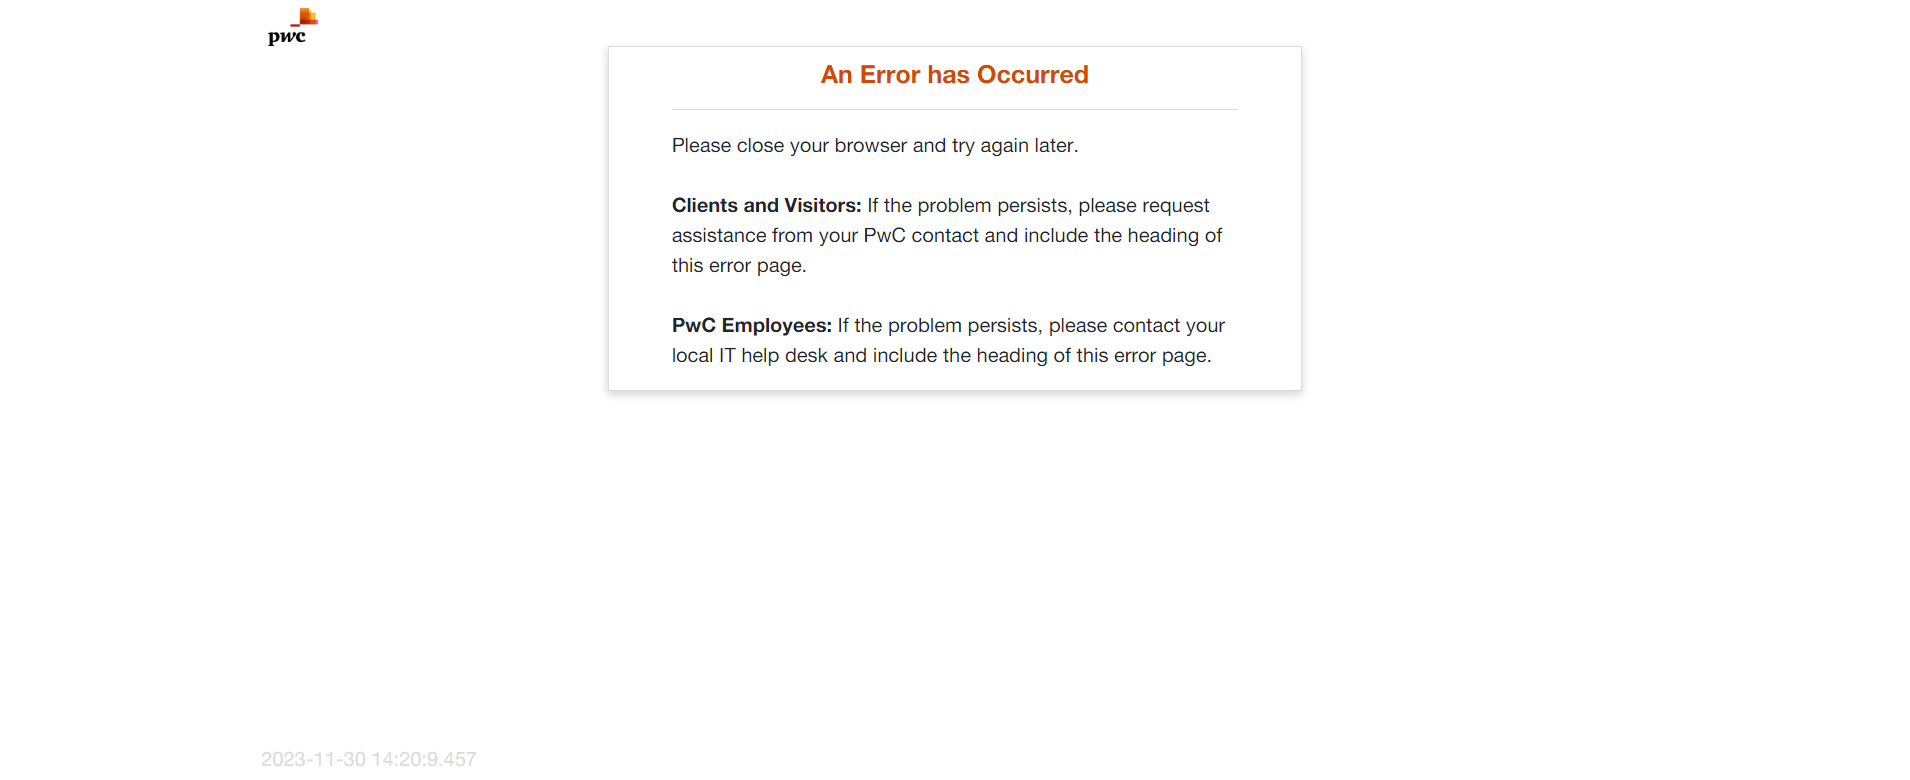 pwc
An Error has Occurred
Please close your browser and try again later.
Clients and Visitors: If the problem persists, please request
assistance from your PwC contact and include the heading of
this error page.
PwC Employees: If the problem persists, please contact your
local IT help desk and include the heading of this error page.
2023-11-30 14:20:9.457